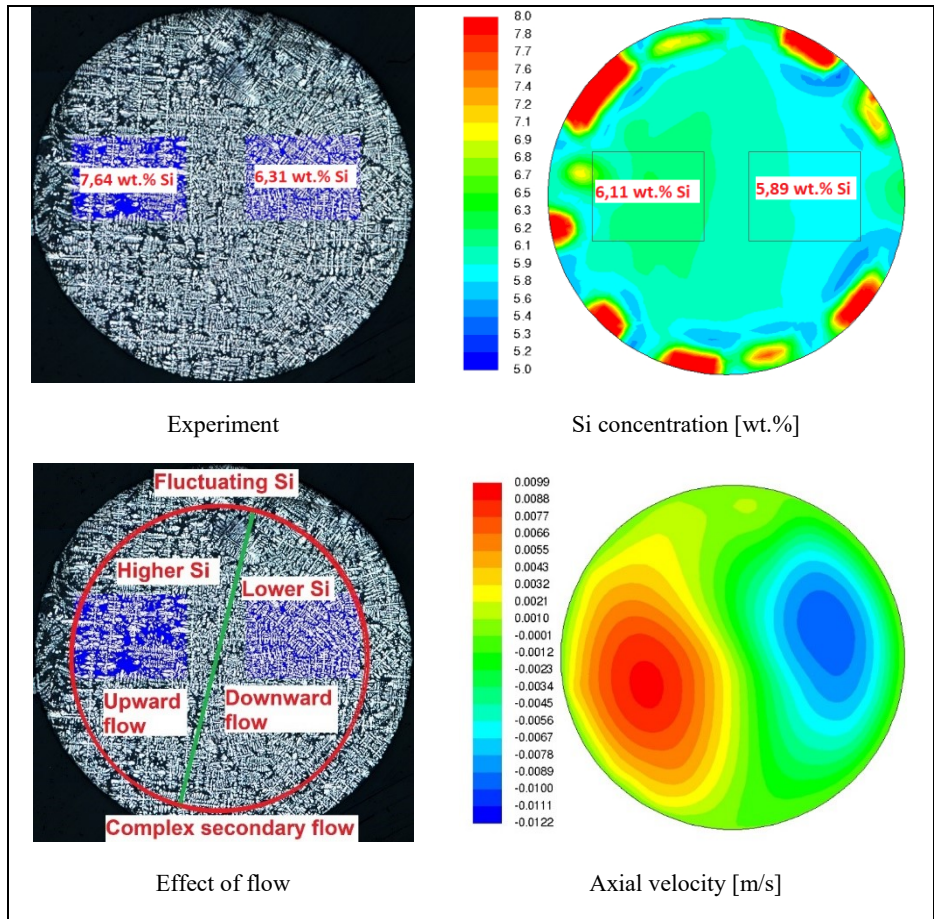 7,64 wt.% Si
6,31 wt.% Si
8.0
7.8
7.7
7.6
7.4
7.3
7.1
7.0
6.9
6.8
6.7
6.5
6.3
6.2
6.1
5.9
5.8
5.6
5.5
5.4
5.3
5.2
5.0
6,11 wt.% Si
5,89 wt.% Si
Experiment
Si concentration [wt.%]
Fluctuating Si
Higher Si
Lower Si
Upward
flow
Downward
flow
Complex secondary flow
0.0099
0.0088
0.0077
0.0066
0.0055
0.0043
0.0032
0.0021
0.0010
-0.0001
-0.0012
-0.0023
-0.0034
-0.0045
-0.0056
-0.0067
-0.0078
-0.0089
-0.0100
-0.0111
-0.0122
Effect of flow
Axial velocity [m/s]